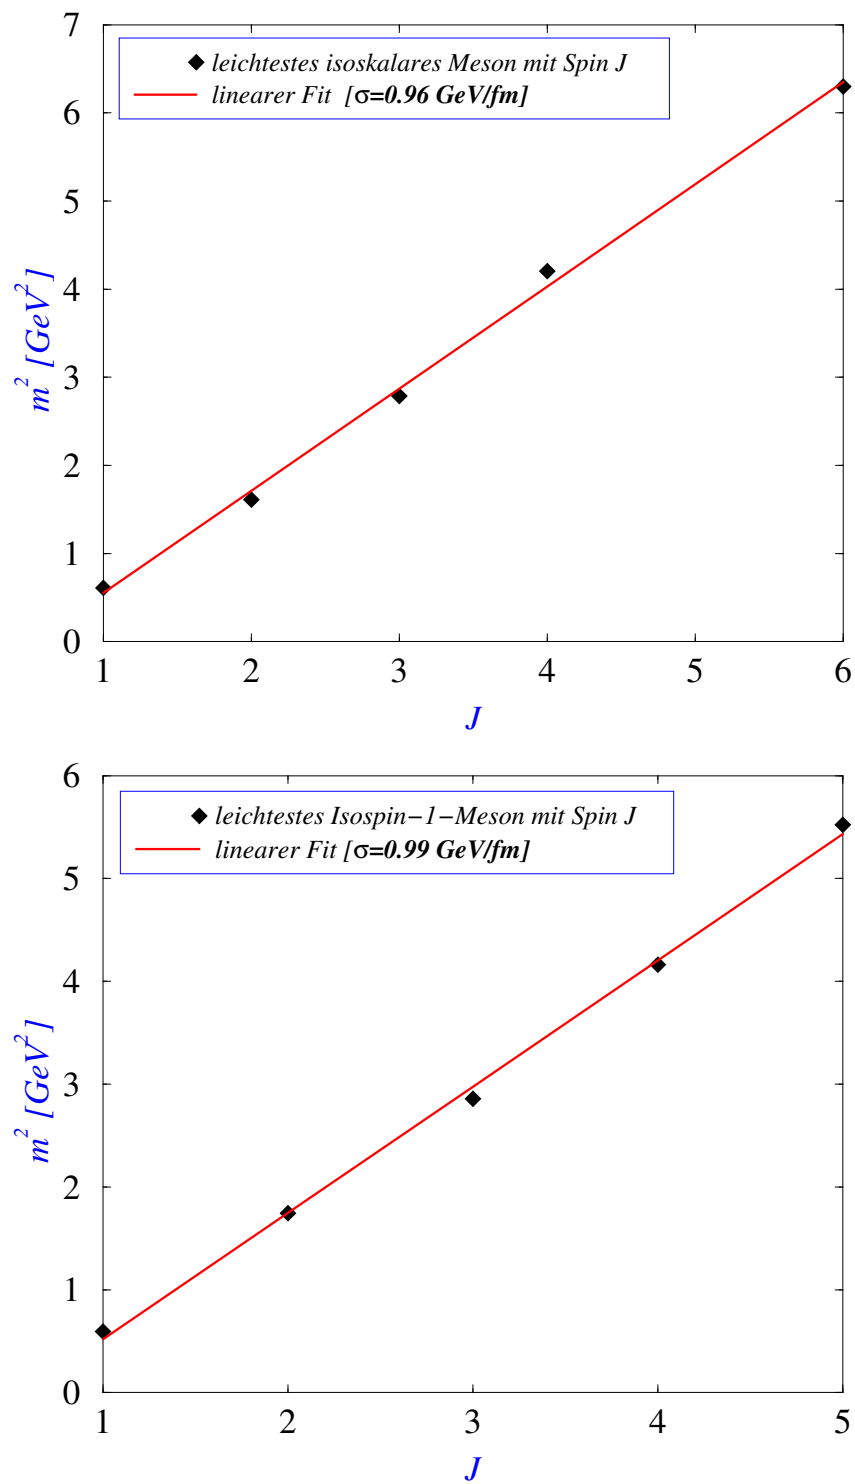 7
6
5
4
3
2
1
0
m² [GeV²]
leichtestes isoskalares Meson mit Spin J
linearer Fit [σ=0.96 GeV/fm]
1 2 3 4 5 6
J
6
5
4
3
2
1
0
m² [GeV²]
leichtestes Isospin−1−Meson mit Spin J
linearer Fit [σ=0.99 GeV/fm]
1 2 3 4 5
J